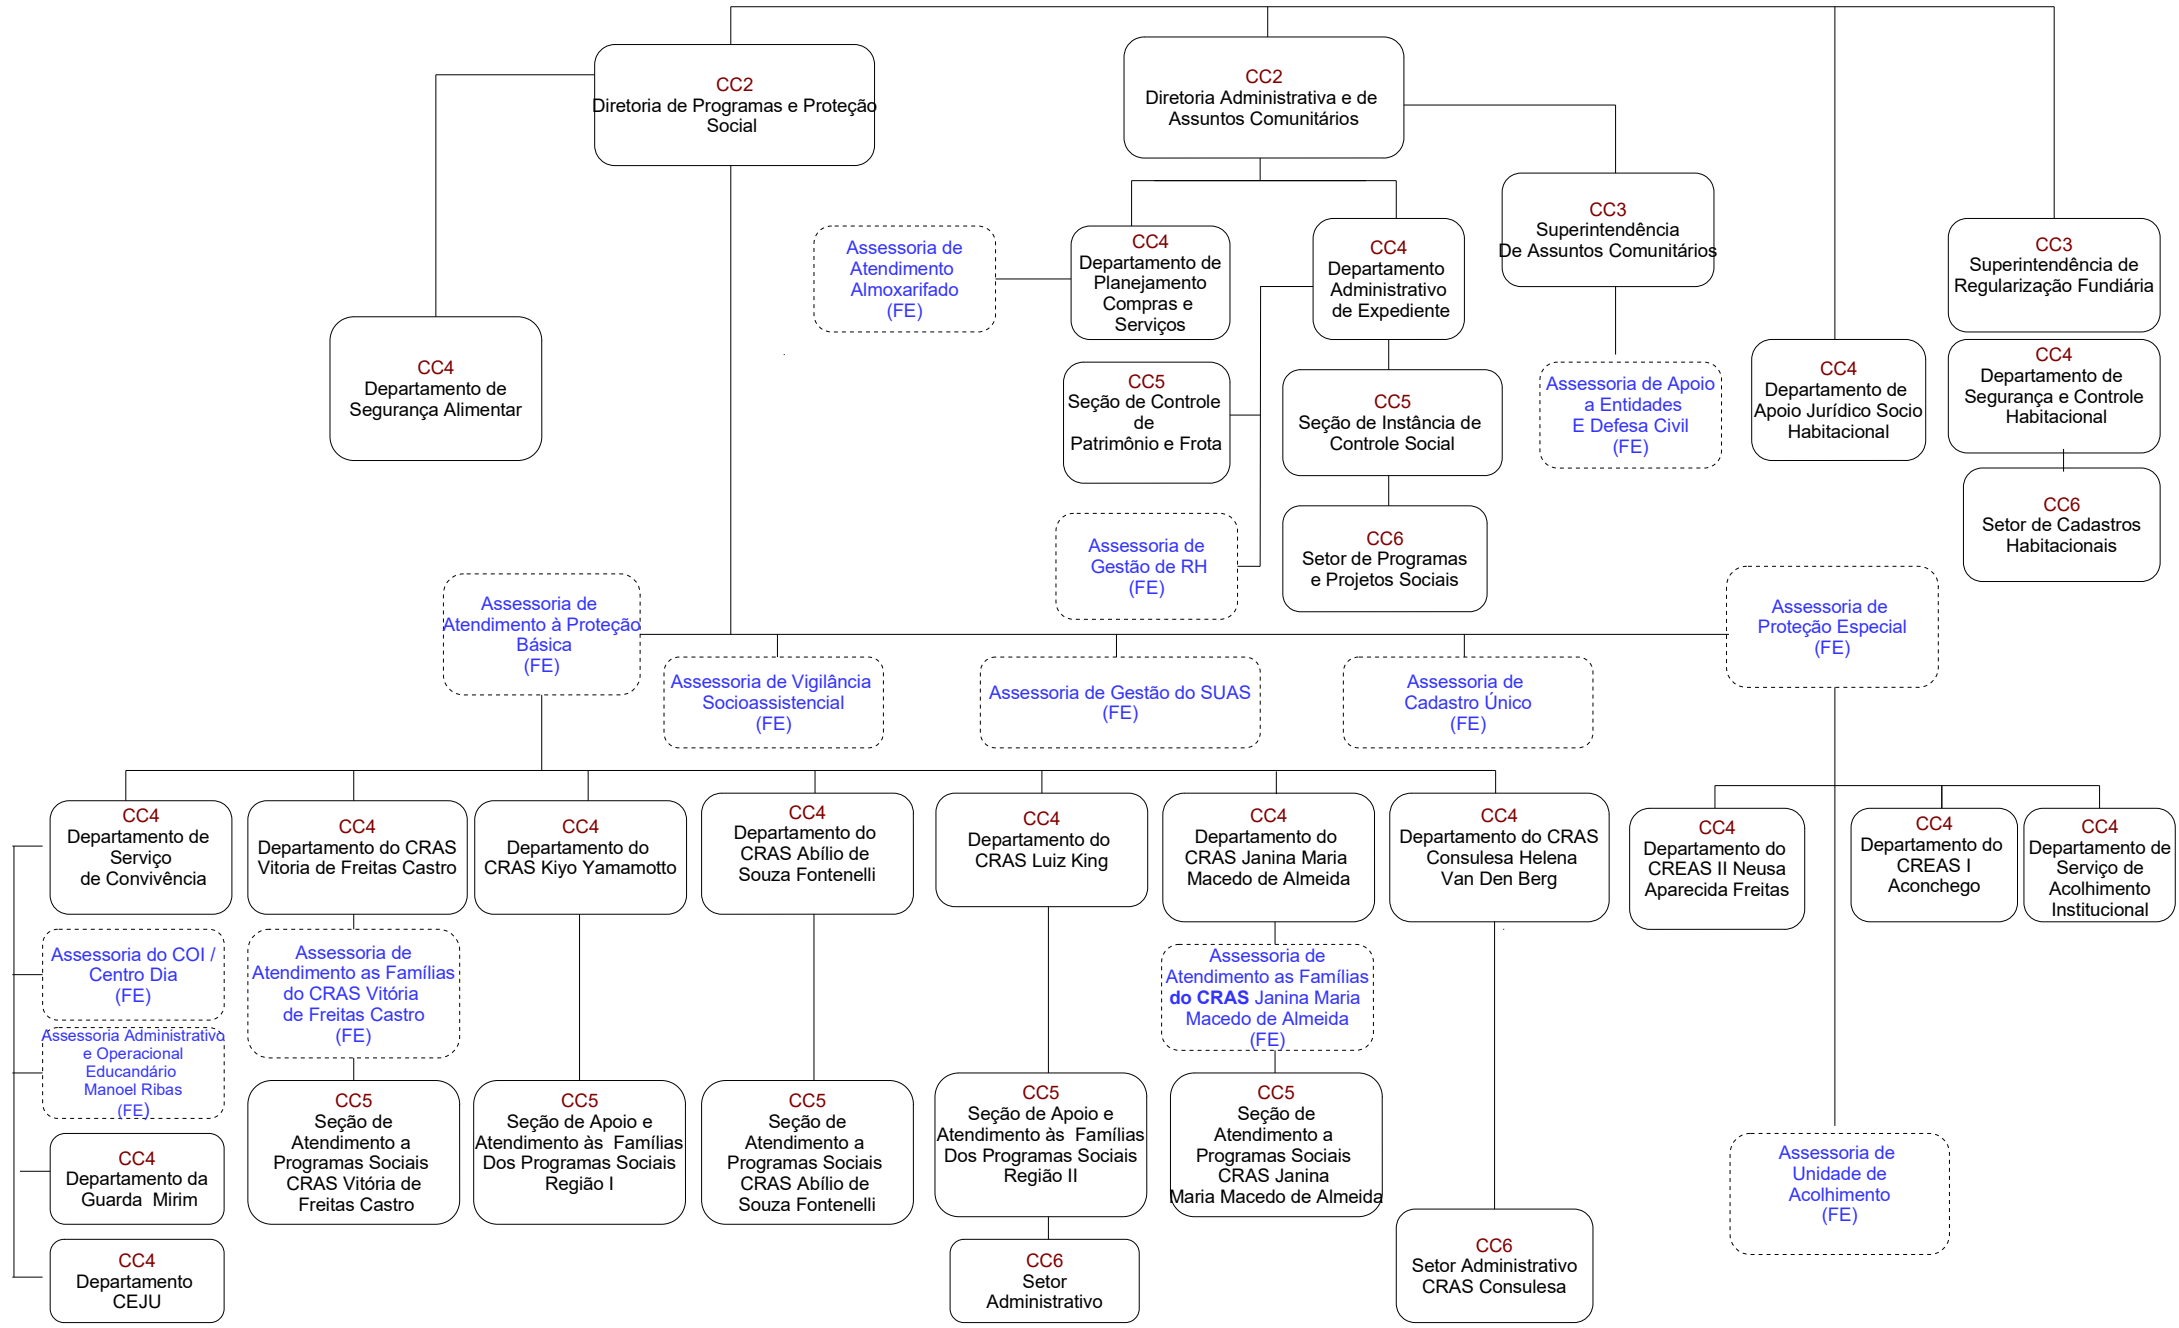 CC2
Diretoria de Programas e Proteção
Social
CC2
Diretoria Administrativa e de
Assuntos Comunitários
CC3
Superintendência
De Assuntos Comunitários
CC3
Superintendência de
Regularização Fundiária
Assessoria de
Atendimento
Almoxarifado
(FE)
CC4
Departamento de
Planejamento
Compras e
Serviços
CC4
Departamento
Administrativo
de Expediente
CC4
Departamento de
Segurança Alimentar
CC5
Seção de Controle
de
Patrimônio e Frota
CC5
Seção de Instância de
Controle Social
Assessoria de Apoio
a Entidades
E Defesa Civil
(FE)
CC4
Departamento de
Apoio Jurídico Socio
Habitacional
CC4
Departamento de
Segurança e Controle
Habitacional
CC6
Setor de Cadastros
Habitacionais
Assessoria de
Gestão de RH
(FE)
CC6
Setor de Programas
e Projetos Sociais
Assessoria de
Atendimento à Proteção
Básica
(FE)
Assessoria de Vigilância
Socioassistencial
(FE)
Assessoria de Gestão do SUAS
(FE)
Assessoria de
Cadastro Único
(FE)
Assessoria de
Proteção Especial
(FE)
CC4
Departamento de
Serviço
de Convivência
CC4
Departamento do CRAS
Vitoria de Freitas Castro
CC4
Departamento do
CRAS Kiyo Yamamotto
CC4
Departamento do
CRAS Abílio de
Souza Fontenelli
CC4
Departamento do
CRAS Luiz King
CC4
Departamento do
CRAS Janina Maria
Macedo de Almeida
CC4
Departamento do CRAS
Consulesa Helena
Van Den Berg
CC4
Departamento do
CREAS II Neusa
Aparecida Freitas
CC4
Departamento do
CREAS I
Aconchego
CC4
Departamento de
Serviço de
Acolhimento
Institucional
Assessoria do COI /
Centro Dia
(FE)
Assessoria de
Atendimento as Famílias
do CRAS Vitória
de Freitas Castro
(FE)
Assessoria de
Atendimento as Famílias
do CRAS Janina Maria
Macedo de Almeida
(FE)
Assessoria Administrativo
e Operacional
Educandário
Manoel Ribas
(FE)
CC5
Seção de
Atendimento a
Programas Sociais
CRAS Vitória de
Freitas Castro
CC5
Seção de Apoio e
Atendimento às Famílias
Dos Programas Sociais
Região I
CC5
Seção de
Atendimento a
Programas Sociais
CRAS Abílio de
Souza Fontenelli
CC5
Seção de Apoio e
Atendimento às Famílias
Dos Programas Sociais
Região II
CC5
Seção de
Atendimento a
Programas Sociais
CRAS Janina
Maria Macedo de Almeida
CC4
Departamento da
Guarda Mirim
Assessoria de
Unidade de
Acolhimento
(FE)
CC4
Departamento
CEJU
CC6
Setor
Administrativo
CC6
Setor Administrativo
CRAS Consulesa